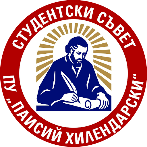 СТУДЕНТСКИ СЪВЕТ
ПУ „ПАИСИЙ ХИЛЕНДАРСКИ“